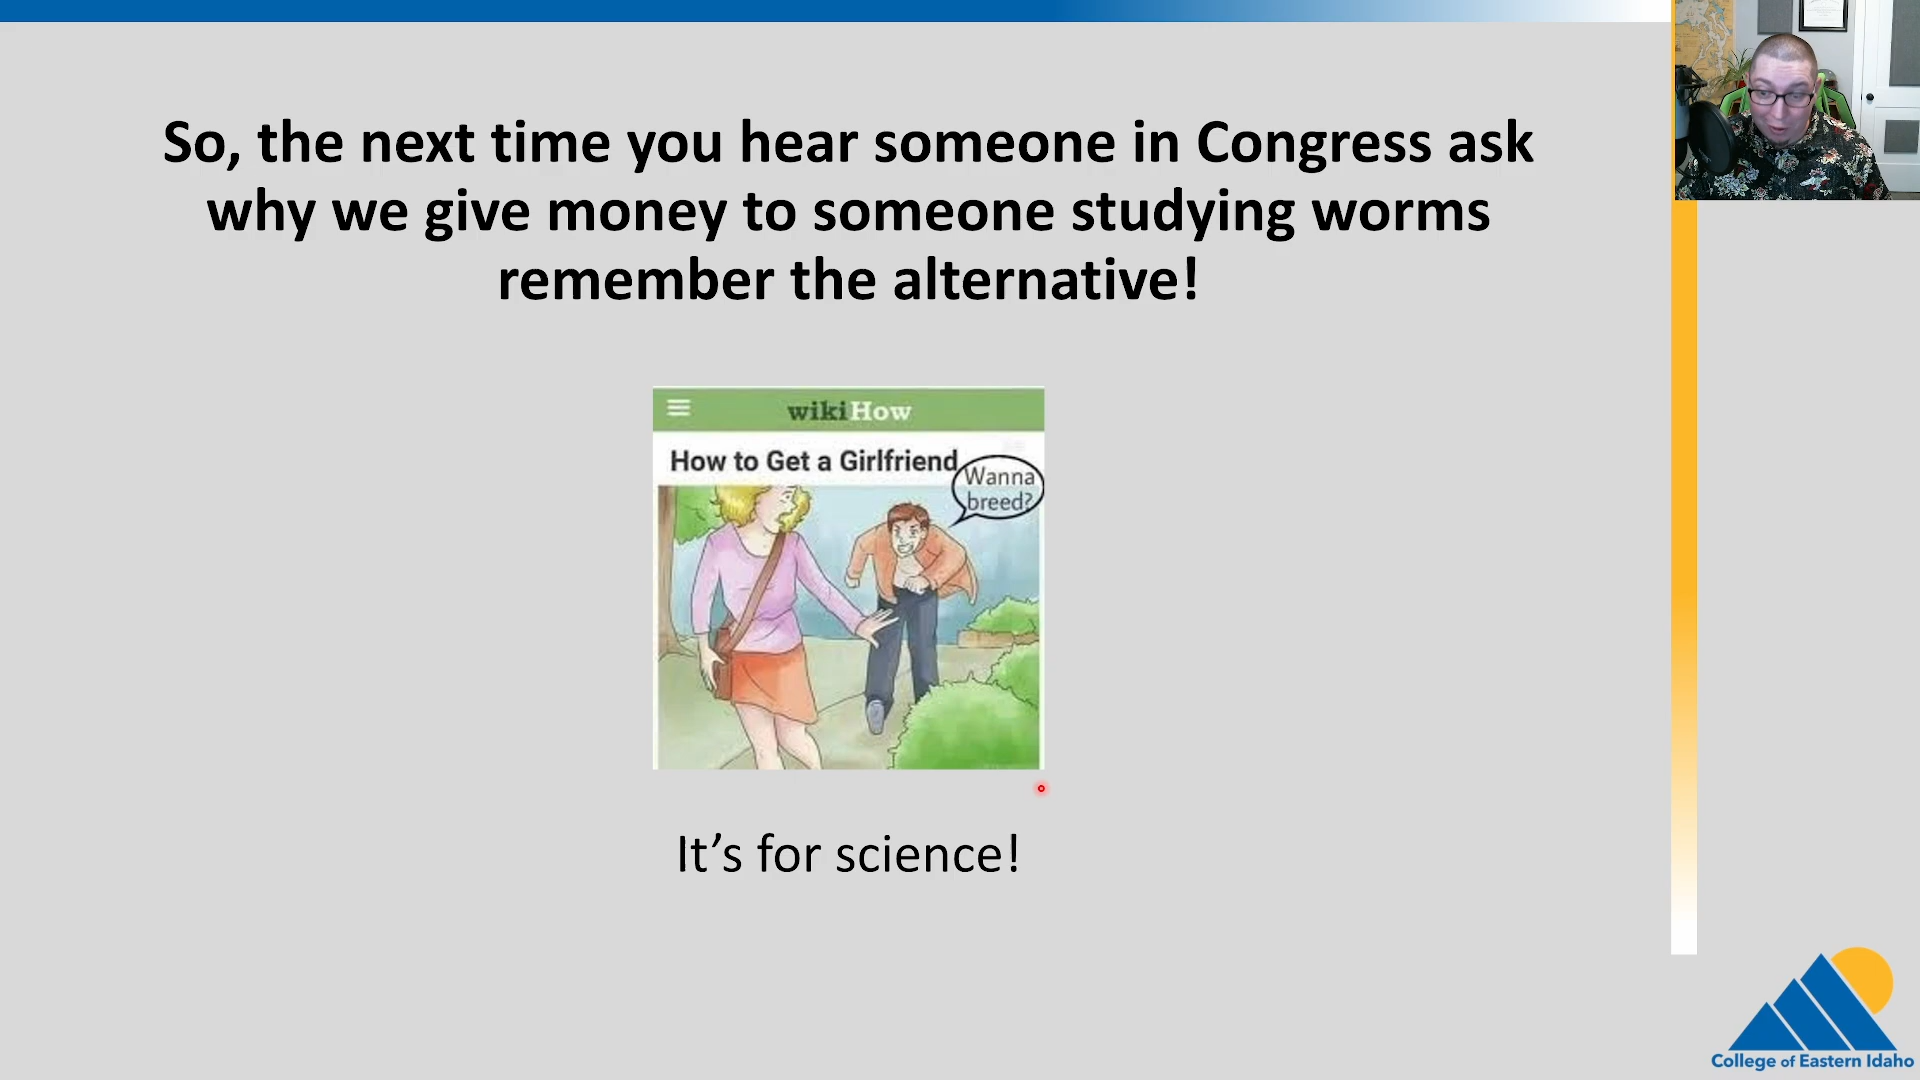 So, the next time you hear someone in Congress ask
why we give money to someone studying worms
remember the alternative!
wikiHow
How to Get a Girlfriend
Wanna
breed?
It’s for science!
College of Eastern Idaho